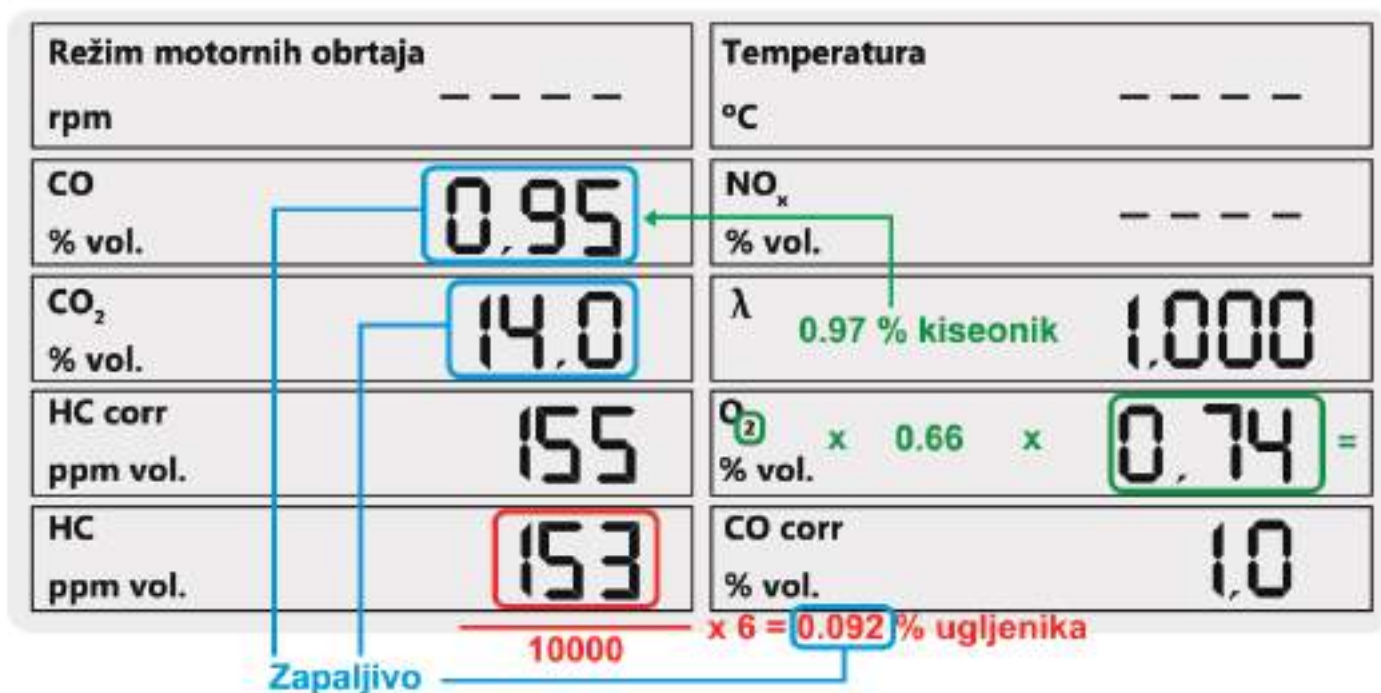 Režim motornih obrtaja
rpm
– – – –
Temperatura
°C
– – – –
CO
% vol.
0,95
NOx
% vol.
– – – –
CO2
% vol.
14,0
λ
0.97 % kiseonik
1,000
HC corr
ppm vol.
155
O2
% vol.
x 0.66 x 0,74 =
HC
ppm vol.
153
CO corr
% vol.
1,0
10000
x 6 = 0.092 % ugljenika
Zapaljivo